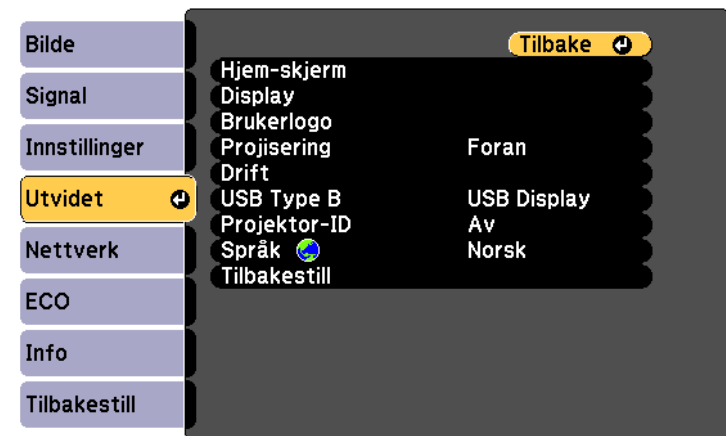 Bilde
Signal
Innstillinger
Utvidet
Nettverk
ECO
Info
Tilbakestill
Tilbake
Hjem-skjerm
Display
Brukerlogo
Projisering Foran
Drift
USB Type B USB Display
Projektor-ID Av
Språk Norsk
Tilbakestill